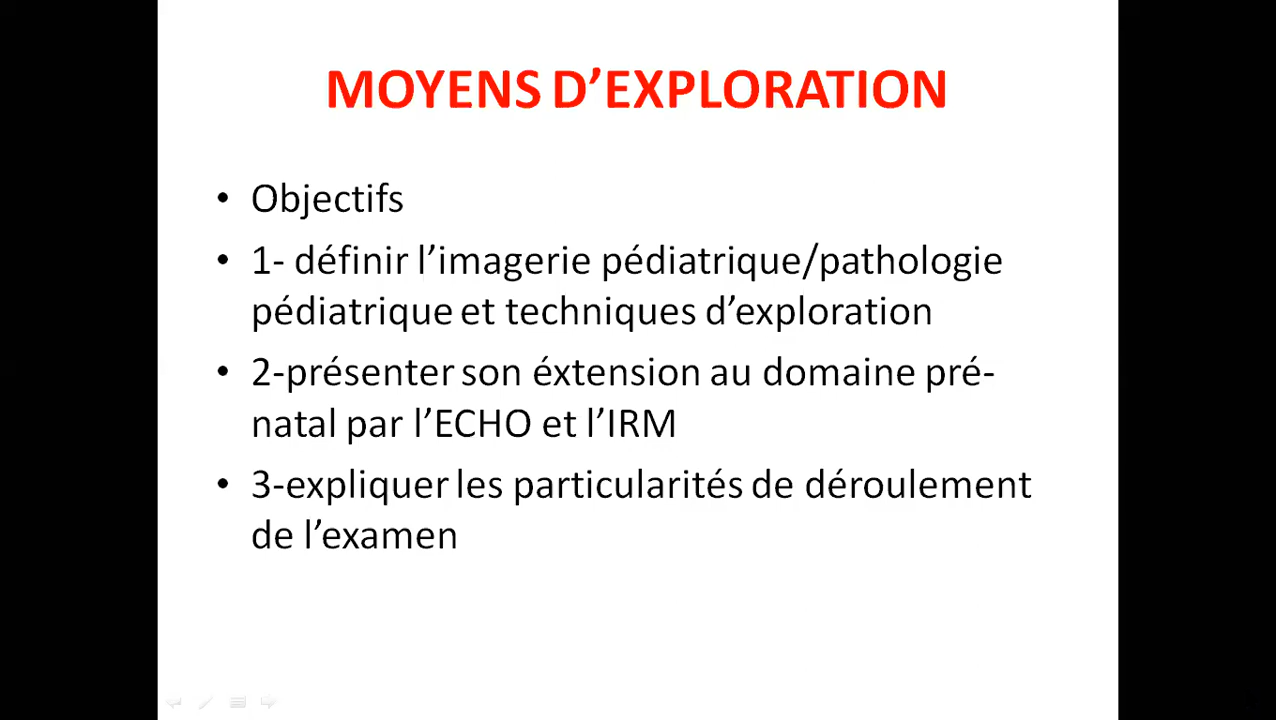 MOYENS D’EXPLORATION
• Objectifs
• 1- définir l’imagerie pédiatrique/pathologie
pédiatrique et techniques d’exploration
• 2-présenter son éxtension au domaine pré-
natal par l’ECHO et l’IRM
• 3-expliquer les particularités de déroulement
de l’examen